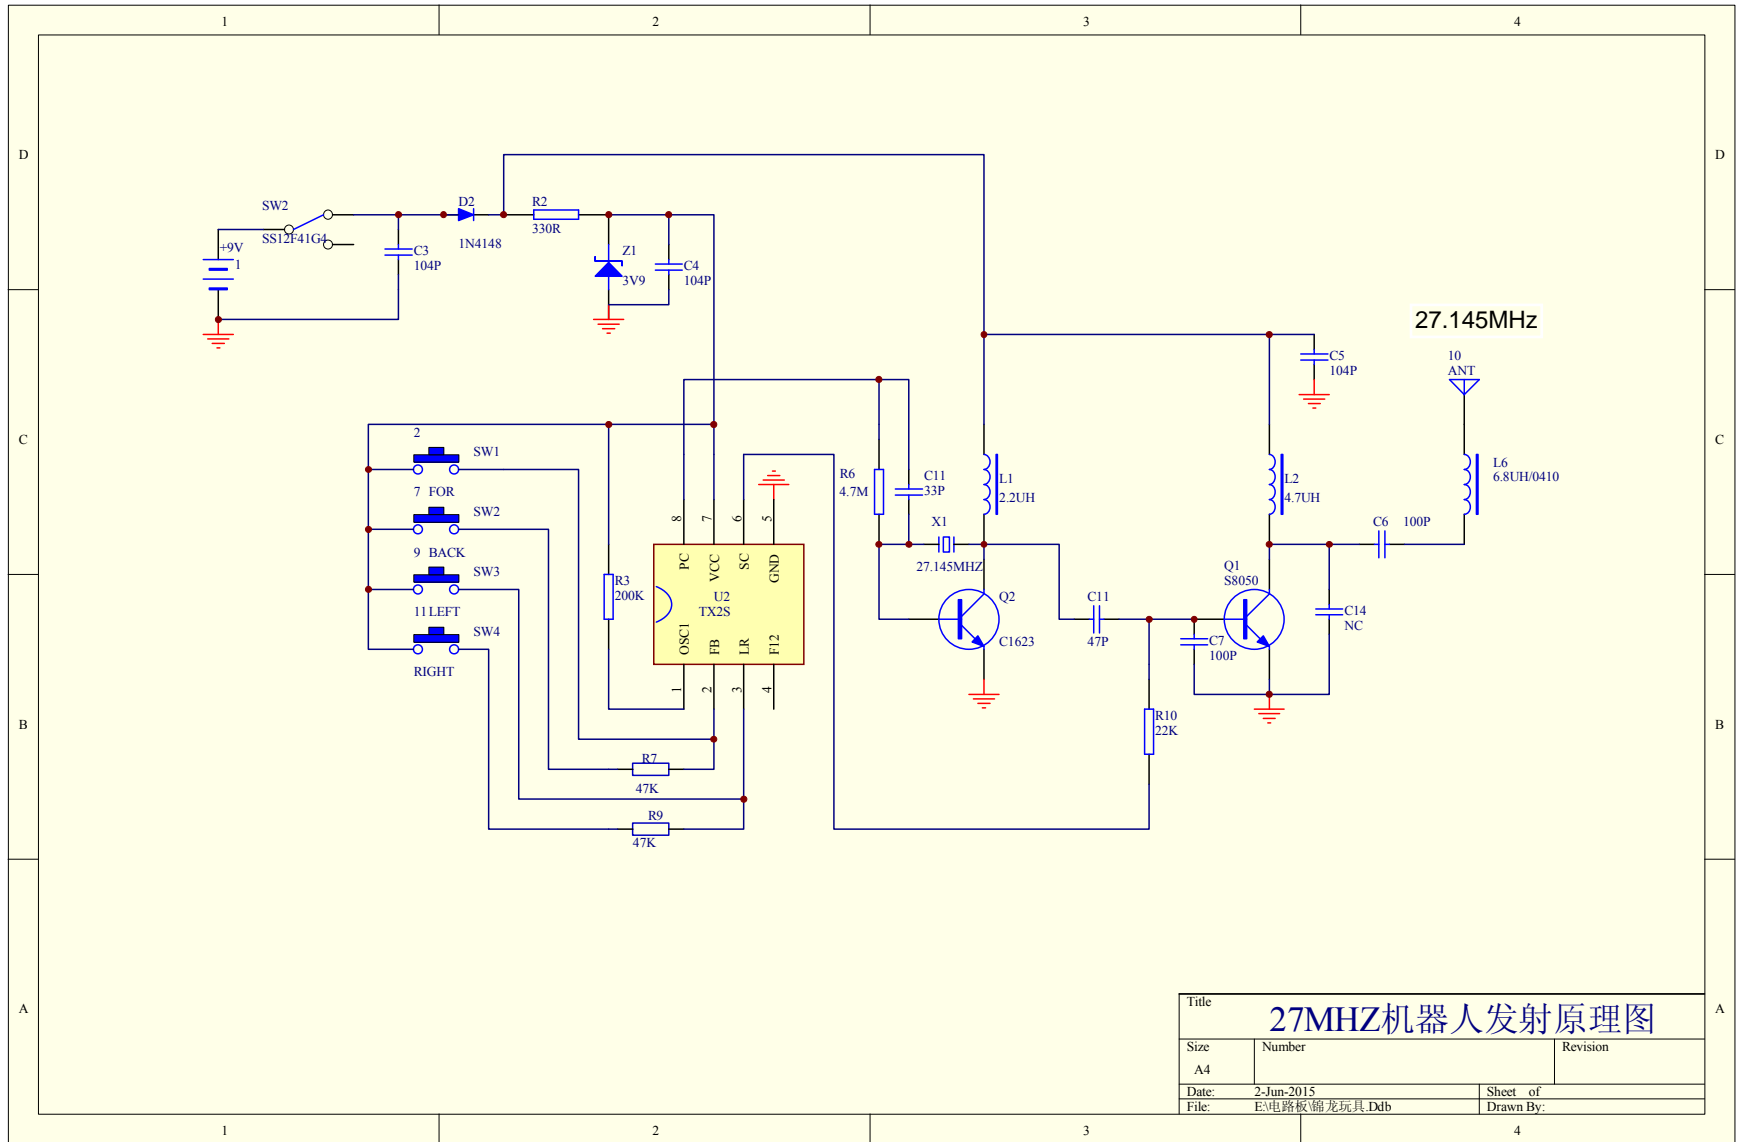 1 2 3 4
D D
SW2
SS12F41G4
+9V
1
C3
104P
D2
1N4148
R2
330R
Z1
3V9
C4
104P
27.145MHz
C5
104P
10
ANT
C C
2
SW1
7 FOR
SW2
9 BACK
SW3
11 LEFT
SW4
RIGHT
R3
200K
8 7 6 5
PC VCC SC GND
U2
TX2S
OSC1 FB LR F12
1 2 3 4
R6
4.7M
C11
33P
X1
27.145MHZ
L1
2.2UH
L2
4.7UH
L6
6.8UH/0410
C6 100P
Q2
C1623
C11
47P
Q1
S8050
C7
100P
C14
NC
B B
R7
47K
R9
47K
R10
22K
A A
Title
27MHZ机器人发射原理图
Size
A4
Number
Revision
Date: 2-Jun-2015
Sheet of
File: E:\电路板\锦龙玩具.Ddb
Drawn By:
1 2 3 4